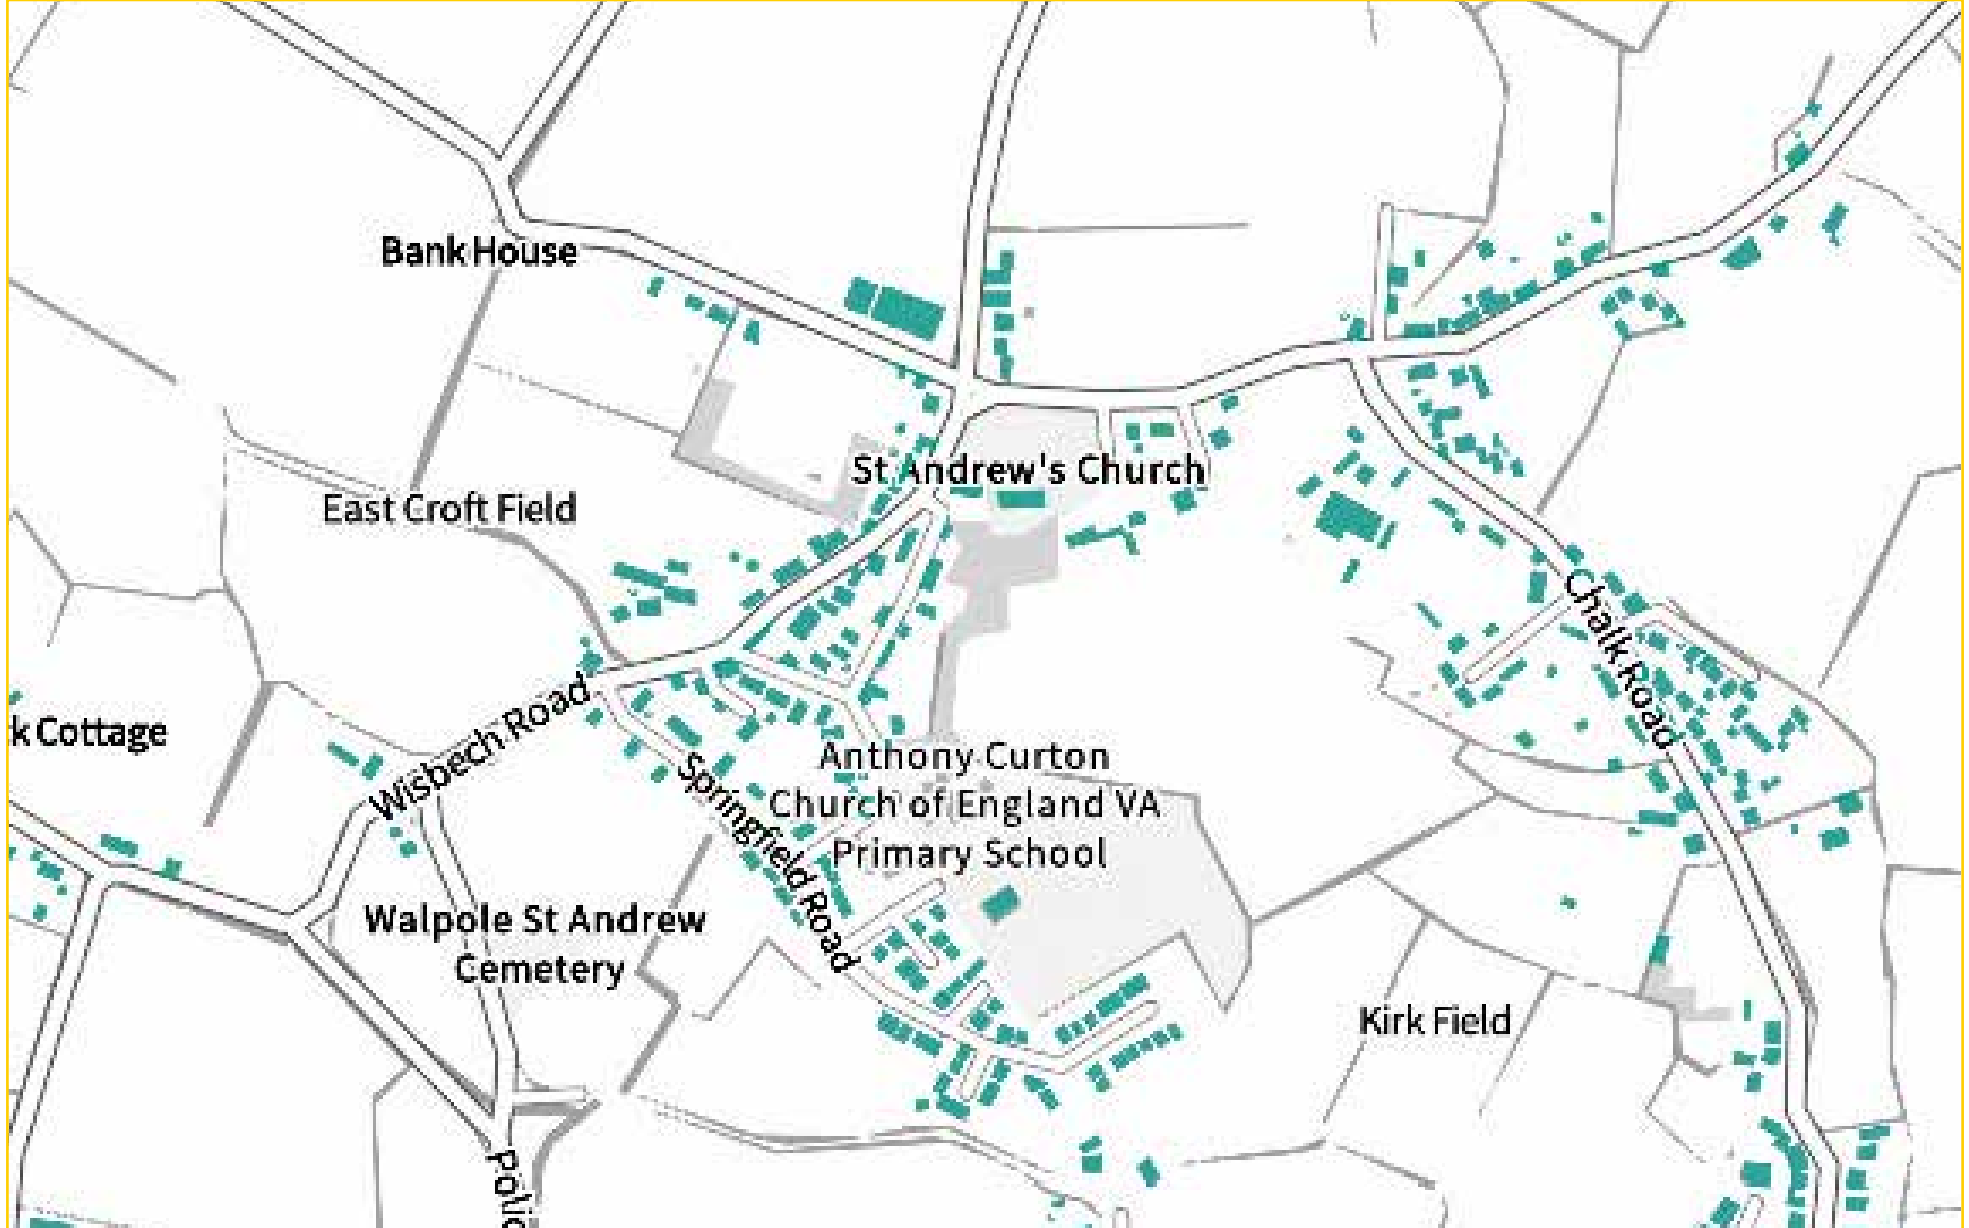 Bank House
St Andrew's Church
East Croft Field
k Cottage
Wisbech Road
Chalk Road
Springfield Road
Anthony Curton
Church of England VA
Primary School
Walpole St Andrew
Cemetery
Kirk Field
Polic